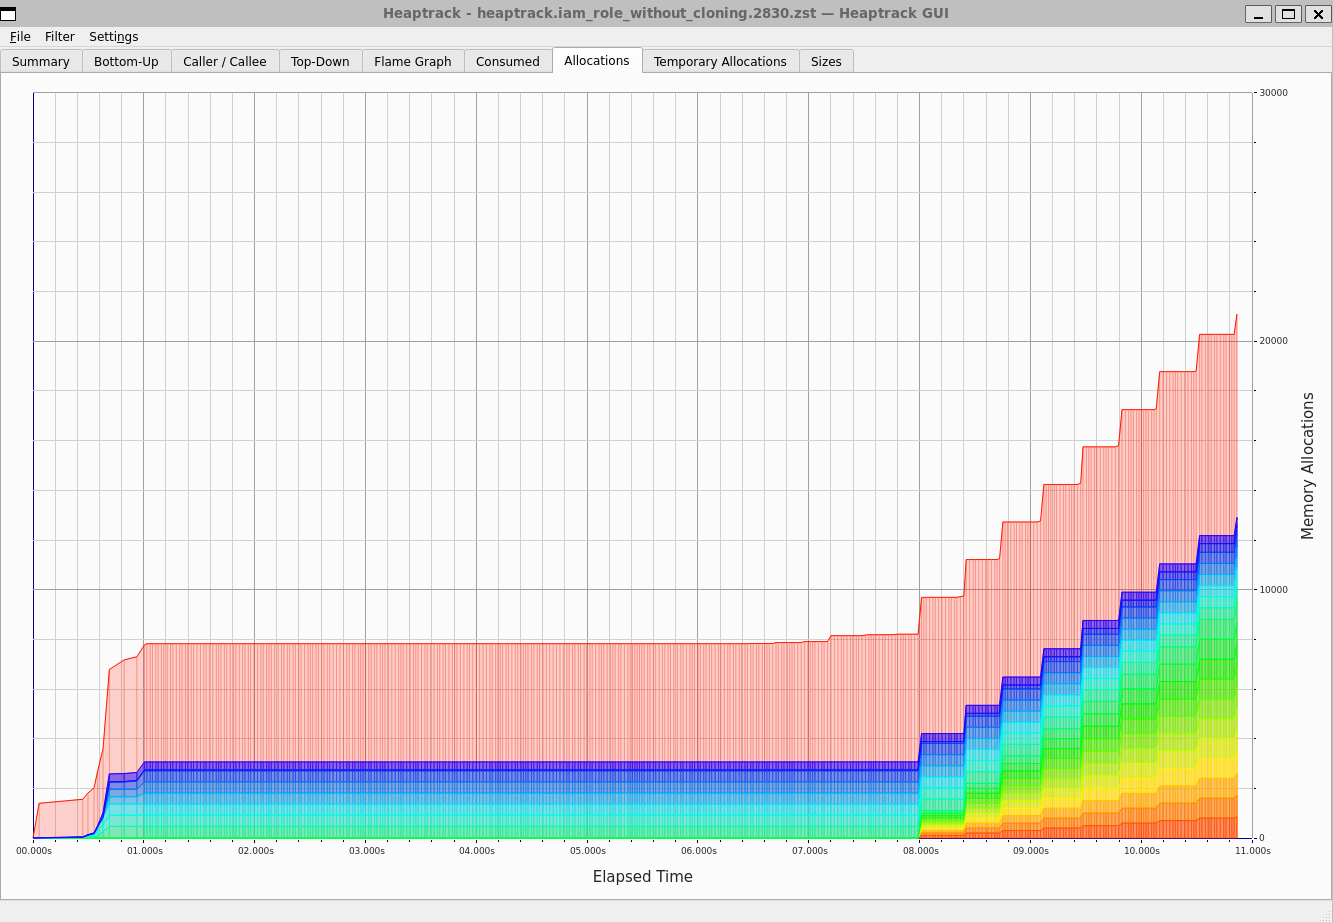 Heaptrack - heaptrack.iam_role_without_cloning.2830.zst — Heaptrack GUI
File Filter Settings
Summary Bottom-Up Caller / Callee Top-Down Flame Graph Consumed Allocations Temporary Allocations Sizes
30000
20000
Memory Allocations
10000
0
00.000s 01.000s 02.000s 03.000s 04.000s 05.000s 06.000s 07.000s 08.000s 09.000s 10.000s 11.000s
Elapsed Time